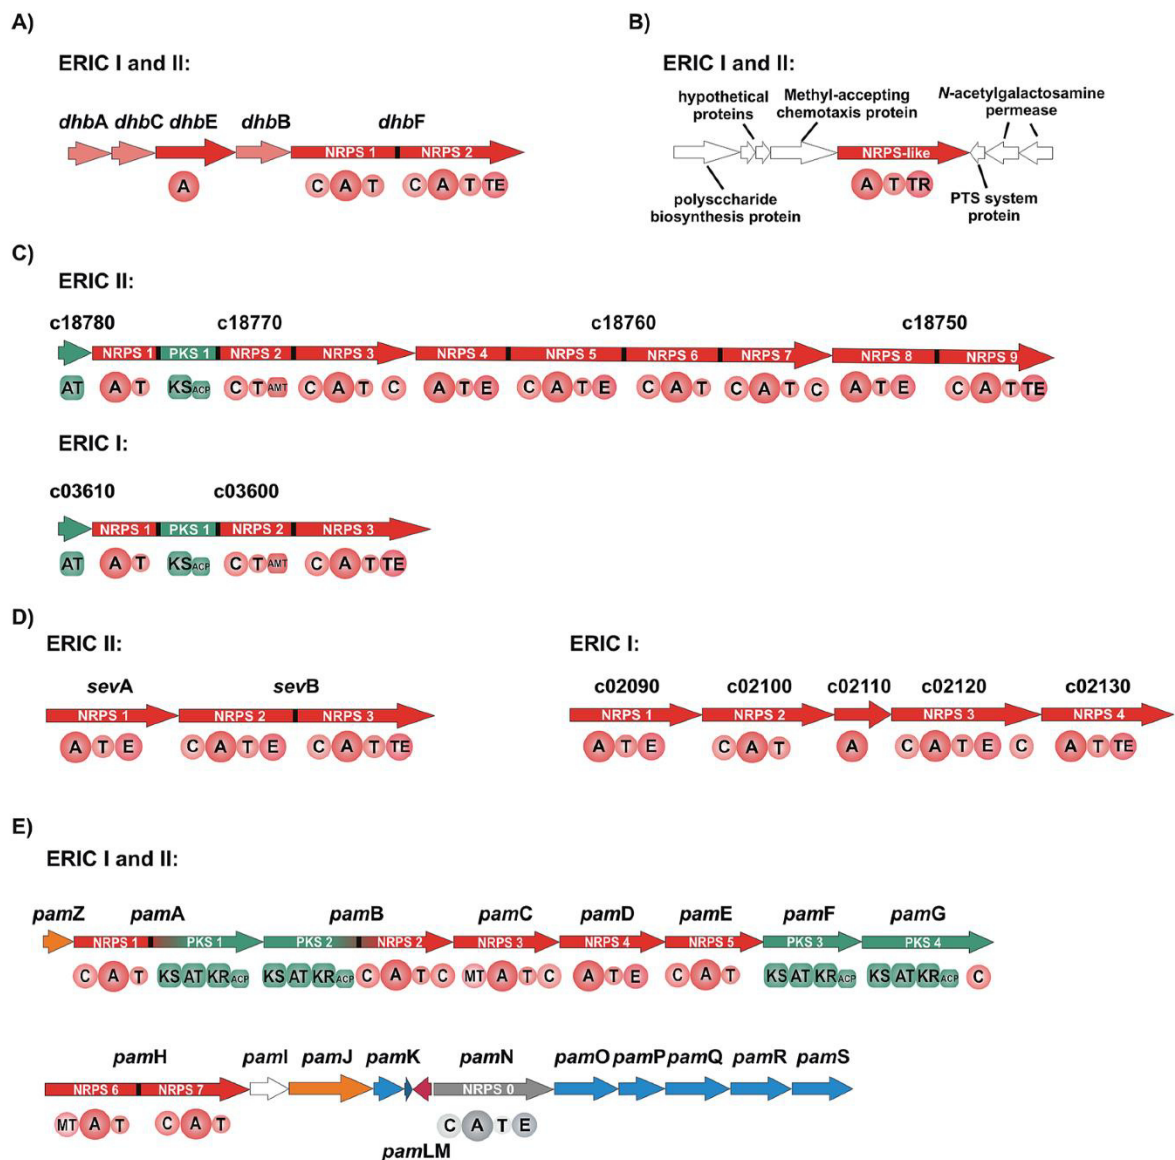 A)
ERIC I and II:
dhbA dhbC dhbE dhbB dhbF
NRPS 1 NRPS 2
A C A T C A T TE
B)
ERIC I and II:
hypothetical proteins
Methyl-accepting chemotaxis protein
N-acetylgalactosamine permease
NRPS-like
A T TR
polysccharide biosynthesis protein
PTS system protein
C)
ERIC II:
c18780 c18770 c18760 c18750
NRPS 1 PKS 1 NRPS 2 NRPS 3 NRPS 4 NRPS 5 NRPS 6 NRPS 7 NRPS 8 NRPS 9
AT A T KS ACP C T AMT C A T C A T E C A T E C A T C A T C A T E C A T TE
ERIC I:
c03610 c03600
NRPS 1 PKS 1 NRPS 2 NRPS 3
AT A T KS ACP C T AMT C A T TE
D)
ERIC II:
sevA sevB
NRPS 1 NRPS 2 NRPS 3
A T E C A T E C A T TE
ERIC I:
c02090 c02100 c02110 c02120 c02130
NRPS 1 NRPS 2 NRPS 3 NRPS 4
A T E C A T A C A T E C A T TE
E)
ERIC I and II:
pamZ pamA pamB pamC pamD pamE pamF pamG
NRPS 1 PKS 1 PKS 2 NRPS 2 NRPS 3 NRPS 4 NRPS 5 PKS 3 PKS 4
C A T KS AT KR ACP KS AT KR ACP C A T C MT A T C A T E C A T KS AT KR ACP KS AT KR ACP C
pamH pamI pamJ pamK pamN pamO pamP pamQ pamR pamS
NRPS 6 NRPS 7 NRPS 0
MT A T C A T C A T E
pamLM